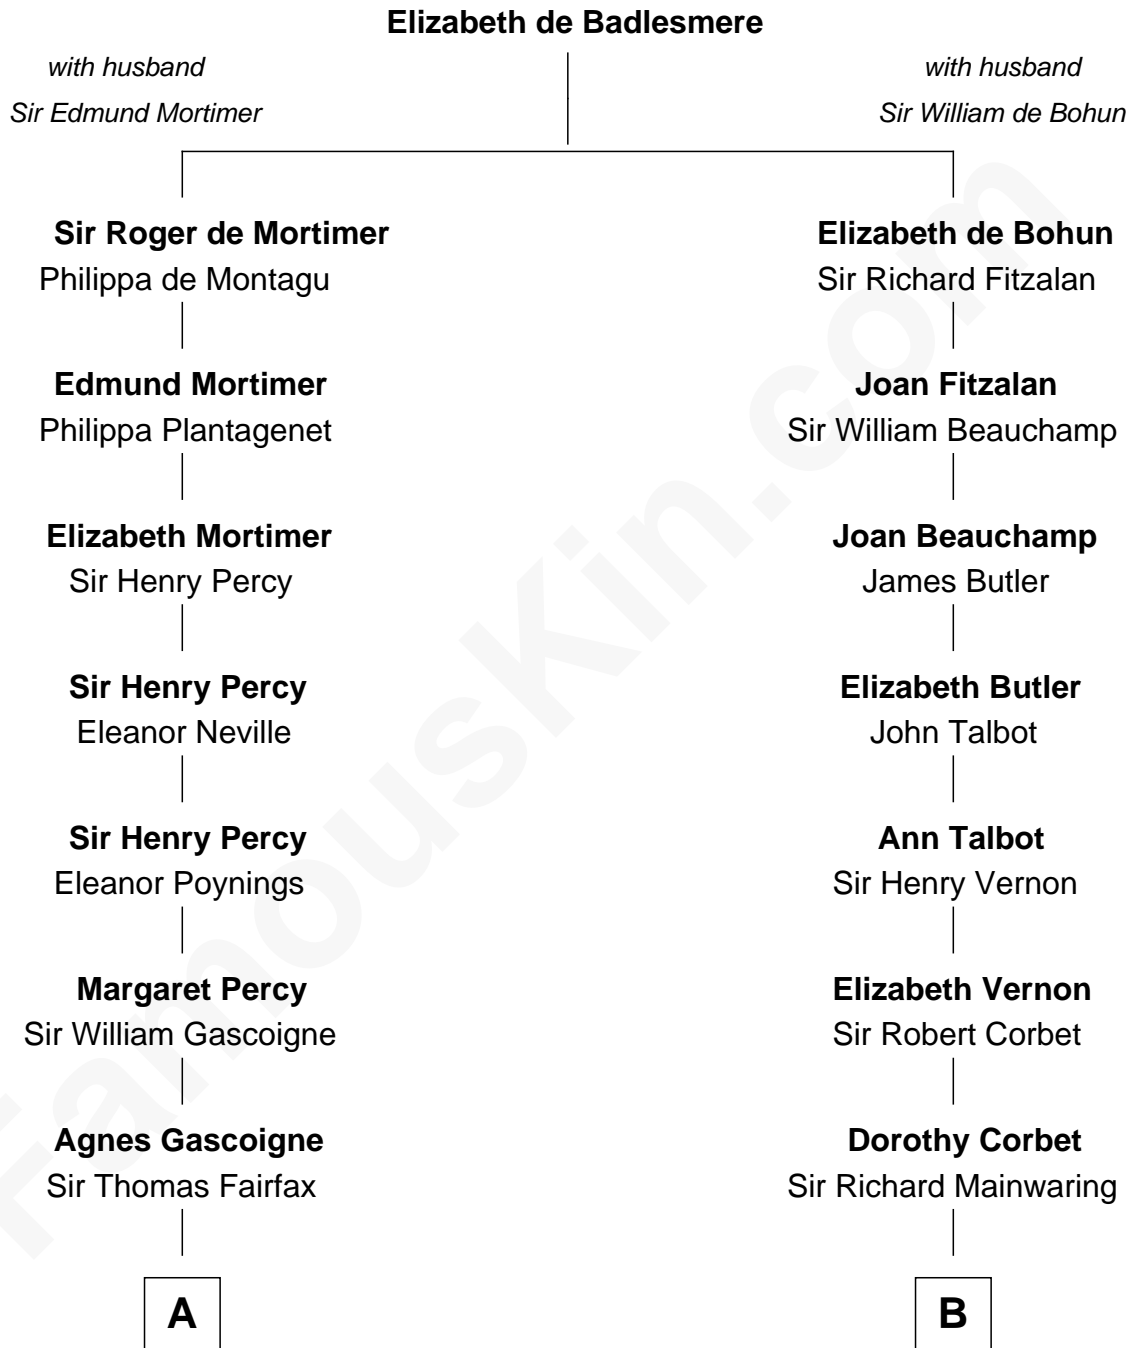 Elizabeth de Badlesmere
with husband
Sir Edmund Mortimer
with husband
Sir William de Bohun
Sir Roger de Mortimer
Philippa de Montagu
Elizabeth de Bohun
Sir Richard Fitzalan
Edmund Mortimer
Philippa Plantagenet
Joan Fitzalan
Sir William Beauchamp
Elizabeth Mortimer
Sir Henry Percy
Joan Beauchamp
James Butler
Sir Henry Percy
Eleanor Neville
Elizabeth Butler
John Talbot
Sir Henry Percy
Eleanor Poynings
Ann Talbot
Sir Henry Vernon
Margaret Percy
Sir William Gascoigne
Elizabeth Vernon
Sir Robert Corbet
Agnes Gascoigne
Sir Thomas Fairfax
Dorothy Corbet
Sir Richard Mainwaring
A
B
FamousKin.com